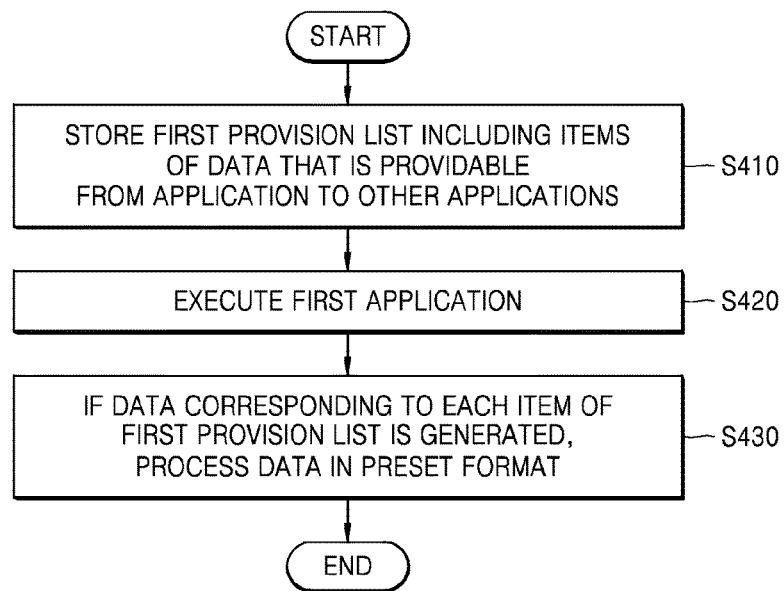 START
STORE FIRST PROVISION LIST INCLUDING ITEMS
OF DATA THAT IS PROVIDABLE
FROM APPLICATION TO OTHER APPLICATIONS
S410
EXECUTE FIRST APPLICATION
S420
IF DATA CORRESPONDING TO EACH ITEM OF
FIRST PROVISION LIST IS GENERATED,
PROCESS DATA IN PRESET FORMAT
S430
END